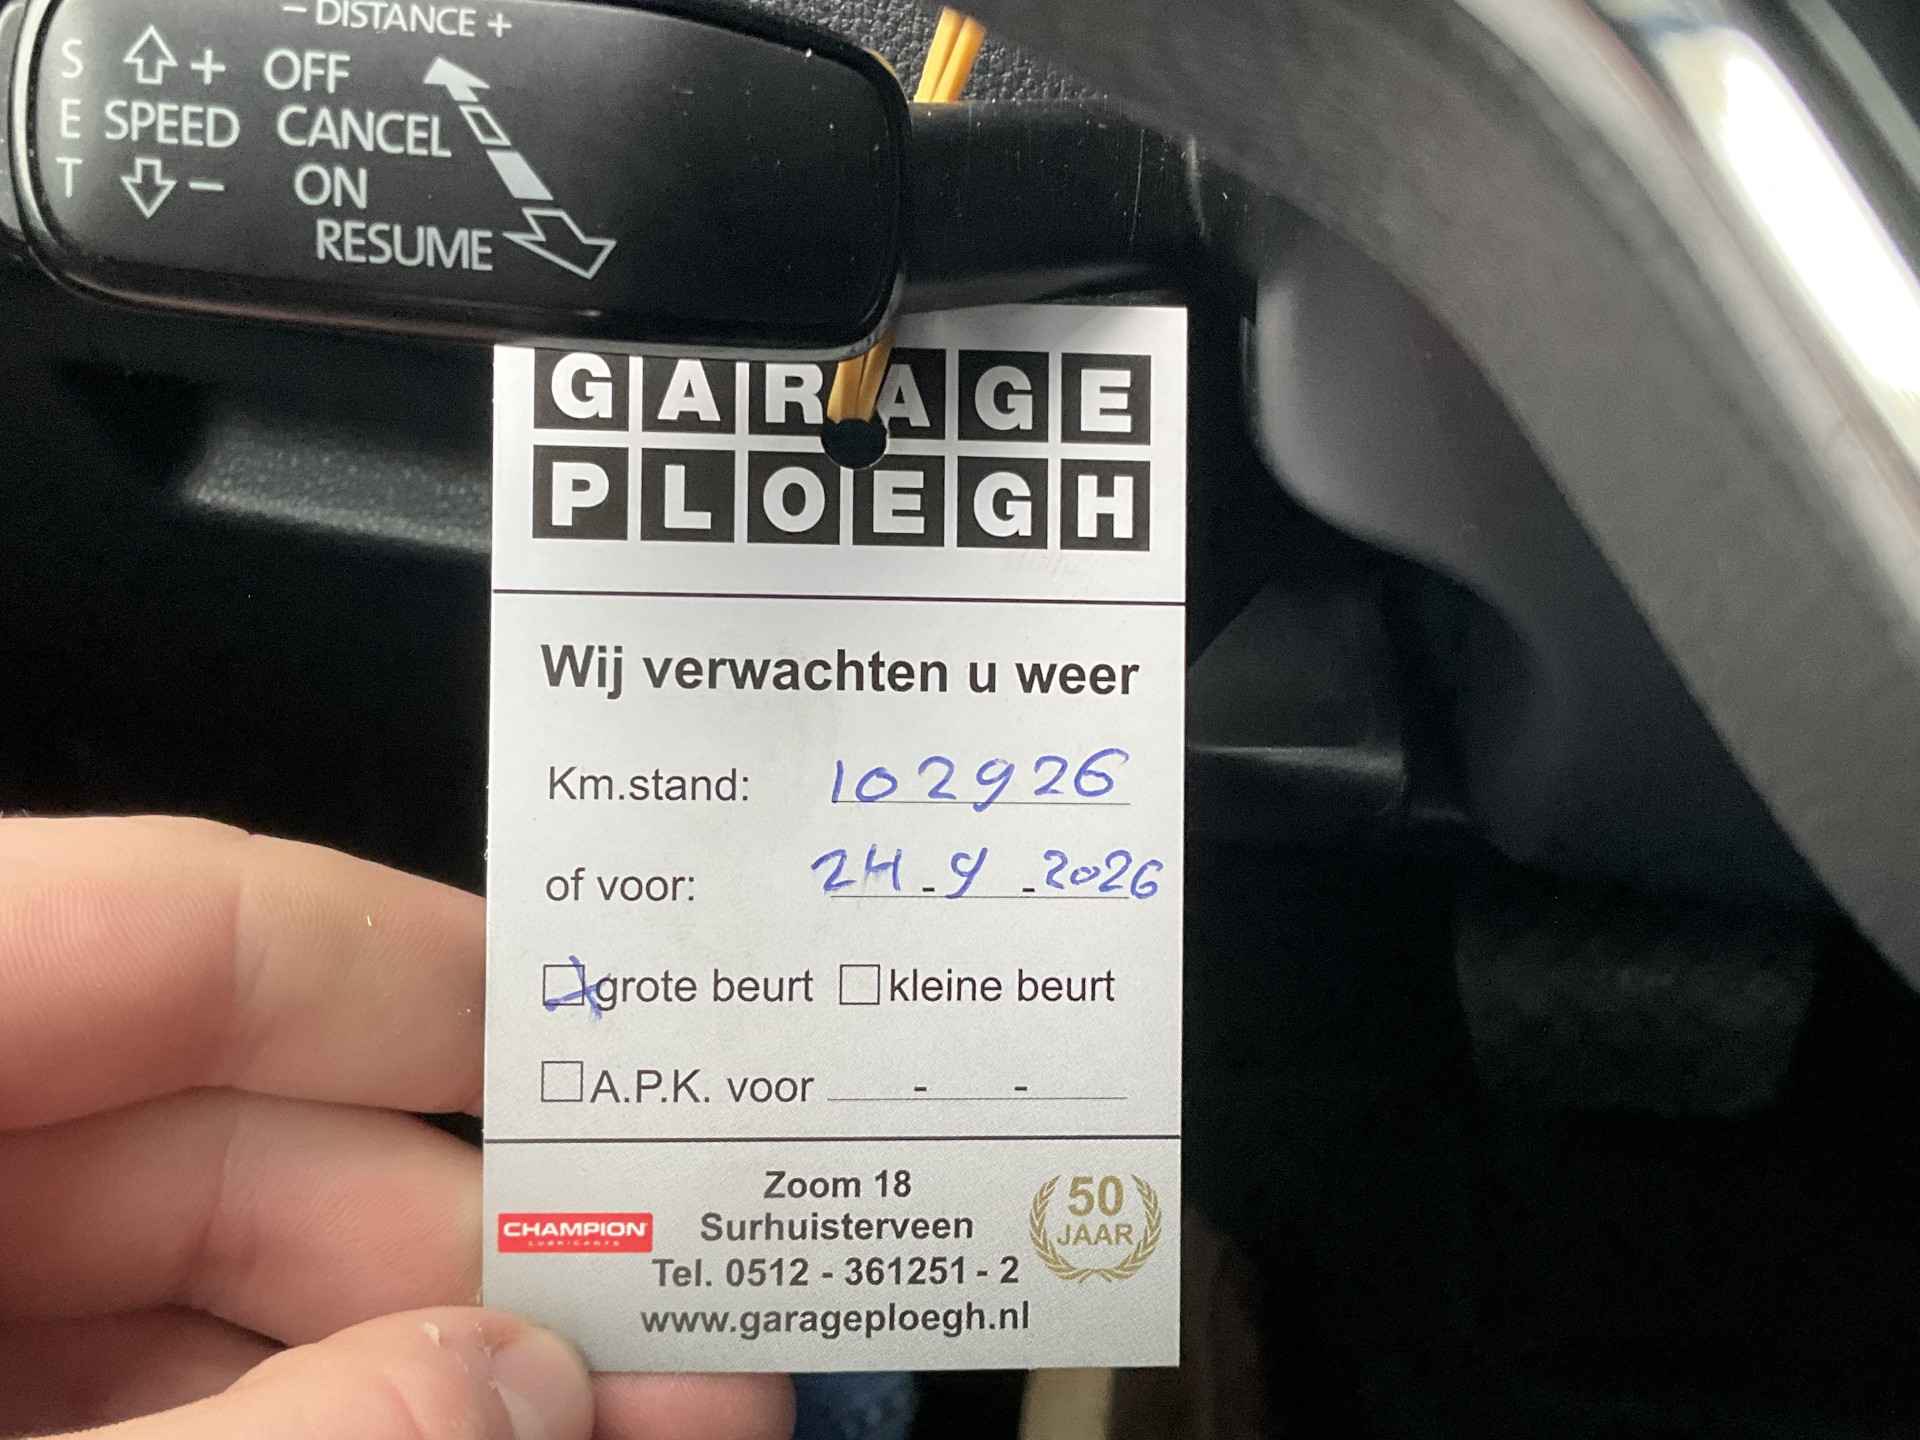 − DISTANCE +
S + OFF
E SPEED CANCEL
T − ON
RESUME
GARAGE
PLOEGH
Wij verwachten u weer
Km.stand: 102926
of voor: 24 - 9 - 2026
grote beurt kleine beurt
A.P.K. voor - -
Zoom 18
Surhuisterveen
Tel. 0512 - 361251 - 2
www.garageploegh.nl
CHAMPION
LUBRICANTS
50
JAAR